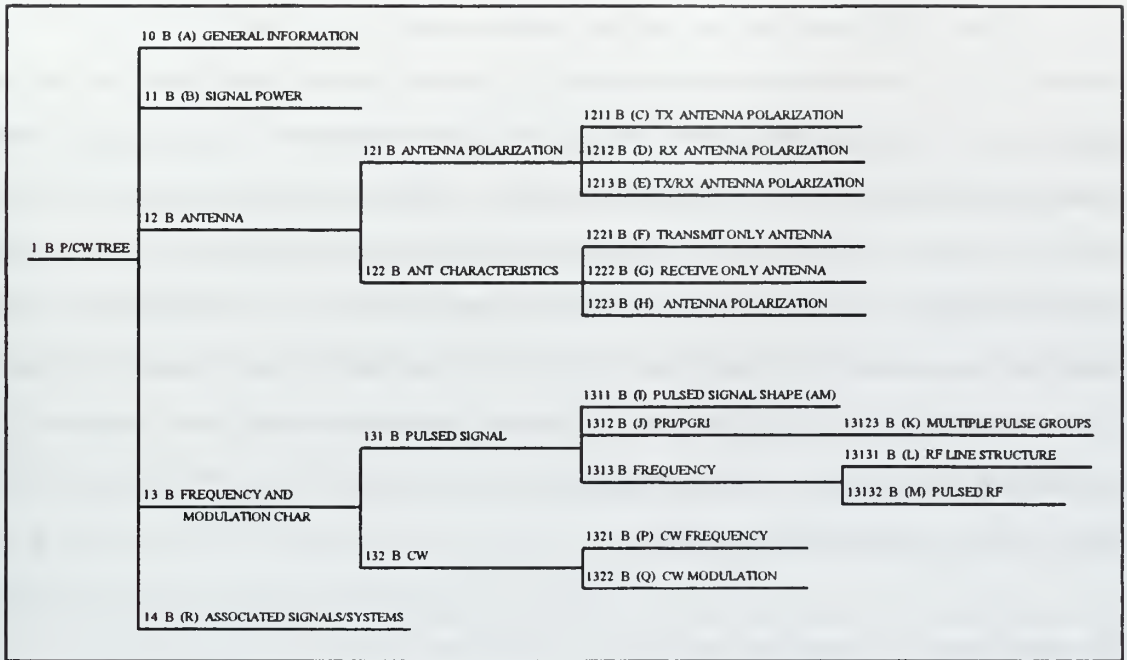 10 B (A) GENERAL INFORMATION
11 B (B) SIGNAL POWER
1211 B (C) TX ANTENNA POLARIZATION
121 B ANTENNA POLARIZATION
1212 B (D) RX ANTENNA POLARIZATION
1213 B (E) TX/RX ANTENNA POLARIZATION
12 B ANTENNA
1 B P/CW TREE
1221 B (F) TRANSMIT ONLY ANTENNA
122 B ANT CHARACTERISTICS
1222 B (G) RECEIVE ONLY ANTENNA
1223 B (H) ANTENNA POLARIZATION
1311 B (I) PULSED SIGNAL SHAPE (AM)
131 B PULSED SIGNAL
1312 B (J) PRI/PGRI
13123 B (K) MULTIPLE PULSE GROUPS
1313 B FREQUENCY
13131 B (L) RF LINE STRUCTURE
13132 B (M) PULSED RF
13 B FREQUENCY AND
MODULATION CHAR
1321 B (P) CW FREQUENCY
132 B CW
1322 B (Q) CW MODULATION
14 B (R) ASSOCIATED SIGNALS/SYSTEMS